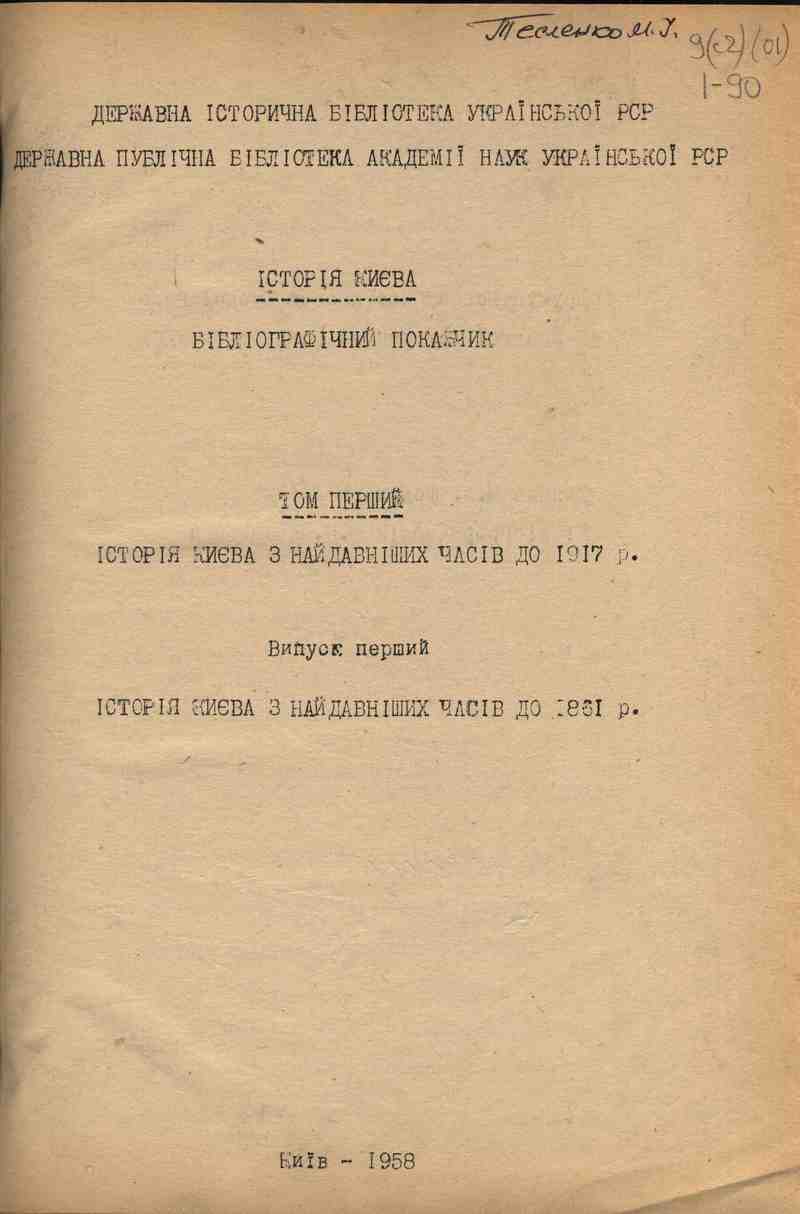 Тесленко М.І.
9(с2)(01)
І-90
ДЕРЖАВНА ІСТОРИЧНА БІБЛІОТЕКА УКРАЇНСЬКОЇ РСР
ДЕРЖАВНА ПУБЛІЧНА БІБЛІОТЕКА АКАДЕМІЇ НАУК УКРАЇНСЬКОЇ РСР
ІСТОРІЯ КИЄВА
БІБЛІОГРАФІЧНИЙ ПОКАЖЧИК
ТОМ ПЕРШИЙ
ІСТОРІЯ КИЄВА З НАЙДАВНІШИХ ЧАСІВ ДО 1917 р.
Випуск перший
ІСТОРІЯ КИЄВА З НАЙДАВНІШИХ ЧАСІВ ДО 1861 р.
Київ - 1958